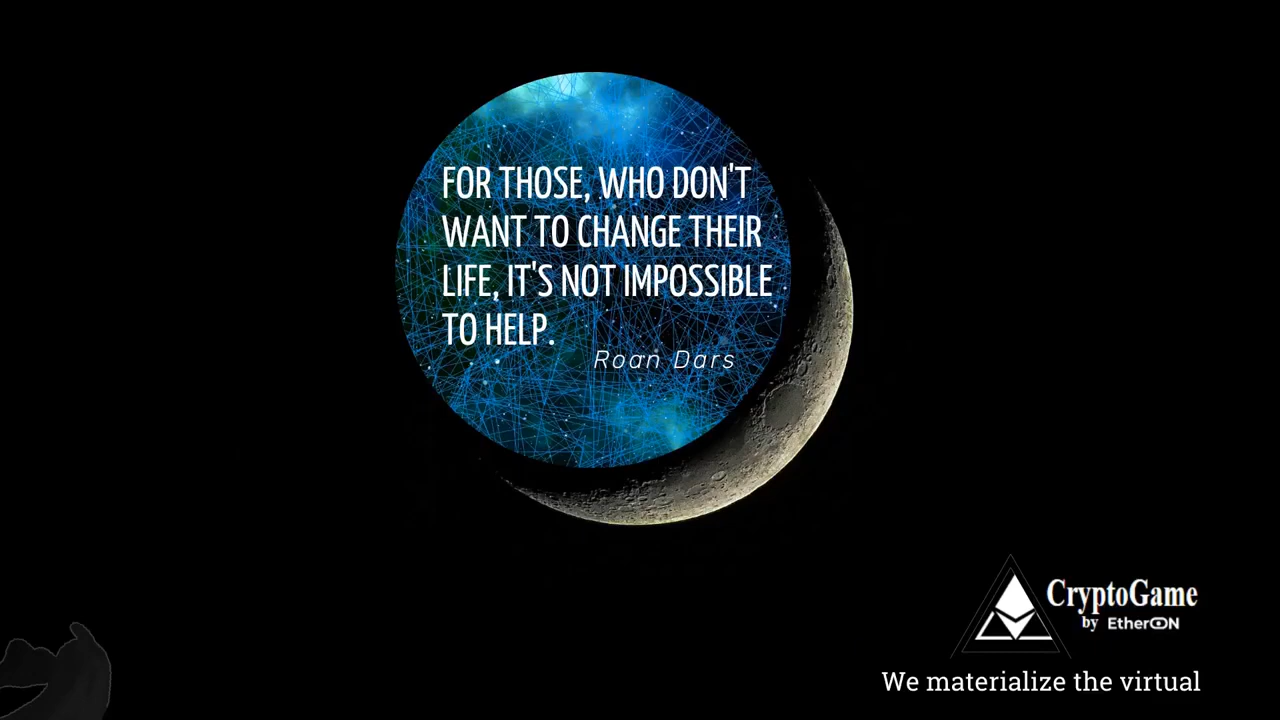 FOR THOSE, WHO DON'T
WANT TO CHANGE THEIR
LIFE, IT'S NOT IMPOSSIBLE
TO HELP.
Roan Dars
CryptoGame
by EtherON
We materialize the virtual